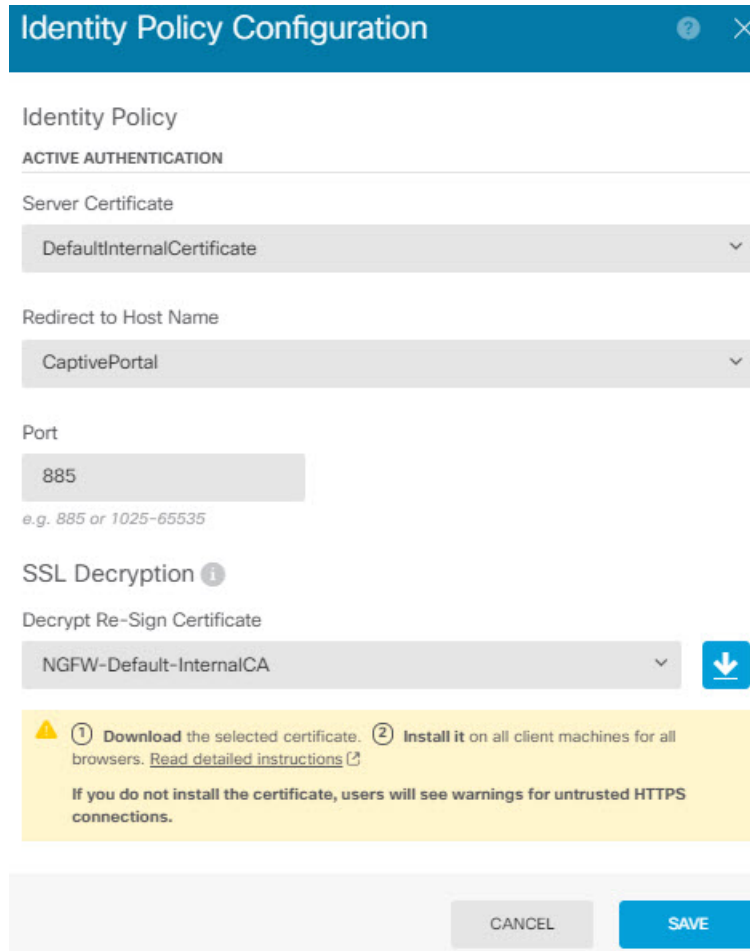 Identity Policy Configuration
Identity Policy
ACTIVE AUTHENTICATION
Server Certificate
DefaultInternalCertificate
Redirect to Host Name
CaptivePortal
Port
885
e.g. 885 or 1025-65535
SSL Decryption
Decrypt Re-Sign Certificate
NGFW-Default-InternalCA
1 Download the selected certificate. 2 Install it on all client machines for all
browsers. Read detailed instructions
If you do not install the certificate, users will see warnings for untrusted HTTPS
connections.
CANCEL SAVE